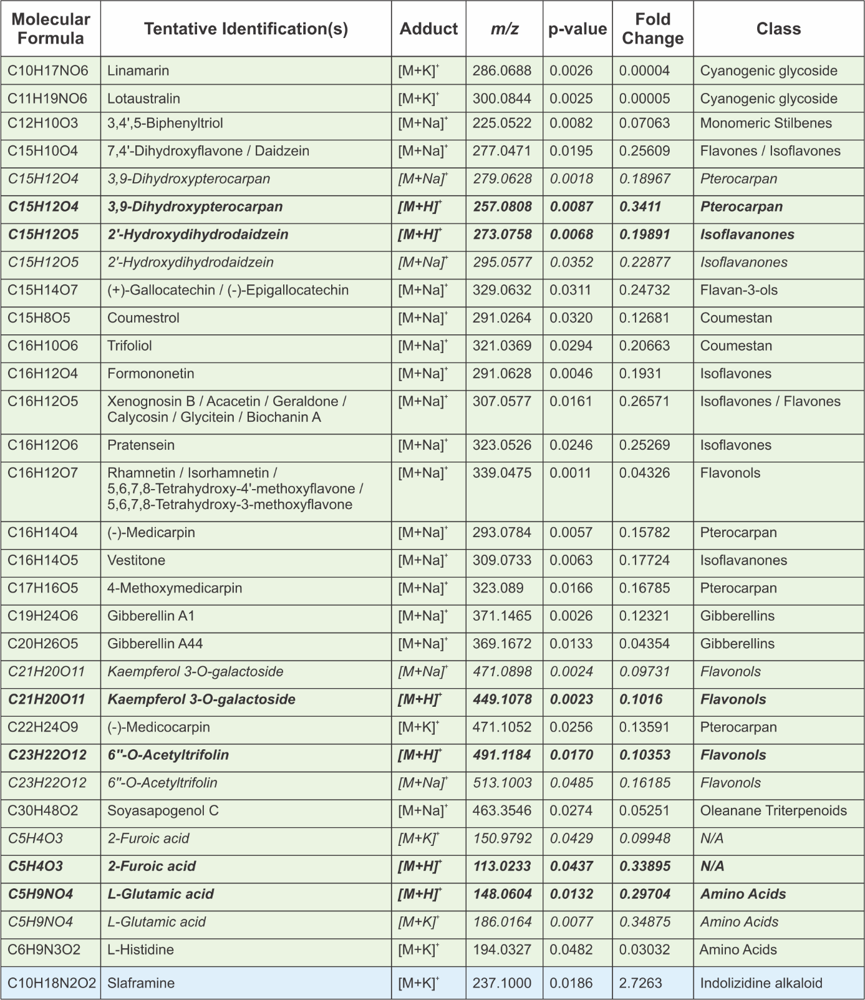 Molecular Formula | Tentative Identification(s) | Adduct | m/z | p-value | Fold Change | Class
C10H17NO6 | Linamarin | [M+K]⁺ | 286.0688 | 0.0026 | 0.00004 | Cyanogenic glycoside
C11H19NO6 | Lotaustralin | [M+K]⁺ | 300.0844 | 0.0025 | 0.00005 | Cyanogenic glycoside
C12H10O3 | 3,4',5-Biphenyltriol | [M+Na]⁺ | 225.0522 | 0.0082 | 0.07063 | Monomeric Stilbenes
C15H10O4 | 7,4'-Dihydroxyflavone / Daidzein | [M+Na]⁺ | 277.0471 | 0.0195 | 0.25609 | Flavones / Isoflavones
C15H12O4 | 3,9-Dihydroxypterocarpan | [M+Na]⁺ | 279.0628 | 0.0018 | 0.18967 | Pterocarpan
C15H12O4 | 3,9-Dihydroxypterocarpan | [M+H]⁺ | 257.0808 | 0.0087 | 0.3411 | Pterocarpan
C15H12O5 | 2'-Hydroxydihydrodaidzein | [M+H]⁺ | 273.0758 | 0.0068 | 0.19891 | Isoflavanones
C15H12O5 | 2'-Hydroxydihydrodaidzein | [M+Na]⁺ | 295.0577 | 0.0352 | 0.22877 | Isoflavanones
C15H14O7 | (+)-Gallocatechin / (-)-Epigallocatechin | [M+Na]⁺ | 329.0632 | 0.0311 | 0.24732 | Flavan-3-ols
C15H8O5 | Coumestrol | [M+Na]⁺ | 291.0264 | 0.0320 | 0.12681 | Coumestan
C16H10O6 | Trifoliol | [M+Na]⁺ | 321.0369 | 0.0294 | 0.20663 | Coumestan
C16H12O4 | Formononetin | [M+Na]⁺ | 291.0628 | 0.0046 | 0.1931 | Isoflavones
C16H12O5 | Xenognosin B / Acacetin / Geraldone / | [M+Na]⁺ | 307.0577 | 0.0161 | 0.26571 | Isoflavones / Flavones
Calycosin / Glycitein / Biochanin A
C16H12O6 | Pratensein | [M+Na]⁺ | 323.0526 | 0.0246 | 0.25269 | Isoflavones
C16H12O7 | Rhamnetin / Isorhamnetin / | [M+Na]⁺ | 339.0475 | 0.0011 | 0.04326 | Flavonols
5,6,7,8-Tetrahydroxy-4'-methoxyflavone /
5,6,7,8-Tetrahydroxy-3-methoxyflavone
C16H14O4 | (-)-Medicarpin | [M+Na]⁺ | 293.0784 | 0.0057 | 0.15782 | Pterocarpan
C16H14O5 | Vestitone | [M+Na]⁺ | 309.0733 | 0.0063 | 0.17724 | Isoflavanones
C17H16O5 | 4-Methoxymedicarpin | [M+Na]⁺ | 323.089 | 0.0166 | 0.16785 | Pterocarpan
C19H24O6 | Gibberellin A1 | [M+Na]⁺ | 371.1465 | 0.0026 | 0.12321 | Gibberellins
C20H26O5 | Gibberellin A44 | [M+Na]⁺ | 369.1672 | 0.0133 | 0.04354 | Gibberellins
C21H20O11 | Kaempferol 3-O-galactoside | [M+Na]⁺ | 471.0898 | 0.0024 | 0.09731 | Flavonols
C21H20O11 | Kaempferol 3-O-galactoside | [M+H]⁺ | 449.1078 | 0.0023 | 0.1016 | Flavonols
C22H24O9 | (-)-Medicocarpin | [M+K]⁺ | 471.1052 | 0.0256 | 0.13591 | Pterocarpan
C23H22O12 | 6"-O-Acetyltrifolin | [M+H]⁺ | 491.1184 | 0.0170 | 0.10353 | Flavonols
C23H22O12 | 6"-O-Acetyltrifolin | [M+Na]⁺ | 513.1003 | 0.0485 | 0.16185 | Flavonols
C30H48O2 | Soyasapogenol C | [M+Na]⁺ | 463.3546 | 0.0274 | 0.05251 | Oleanane Triterpenoids
C5H4O3 | 2-Furoic acid | [M+K]⁺ | 150.9792 | 0.0429 | 0.09948 | N/A
C5H4O3 | 2-Furoic acid | [M+H]⁺ | 113.0233 | 0.0437 | 0.33895 | N/A
C5H9NO4 | L-Glutamic acid | [M+H]⁺ | 148.0604 | 0.0132 | 0.29704 | Amino Acids
C5H9NO4 | L-Glutamic acid | [M+K]⁺ | 186.0164 | 0.0077 | 0.34875 | Amino Acids
C6H9N3O2 | L-Histidine | [M+K]⁺ | 194.0327 | 0.0482 | 0.03032 | Amino Acids
C10H18N2O2 | Slaframine | [M+K]⁺ | 237.1000 | 0.0186 | 2.7263 | Indolizidine alkaloid